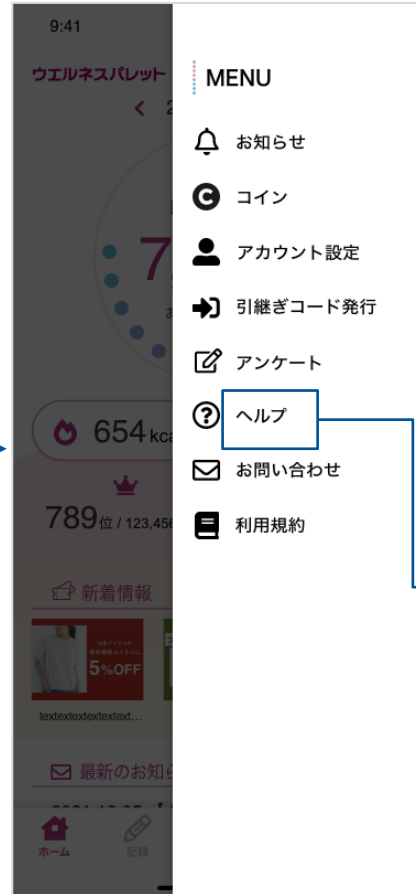 9:41
ウエルネスパレット
MENU
お知らせ
コイン
アカウント設定
引継ぎコード発行
アンケート
ヘルプ
お問い合わせ
利用規約
654 kca
789位 / 123,456
新着情報
5%OFF
textextextextextext...
最新のお知ら
ホーム
記録